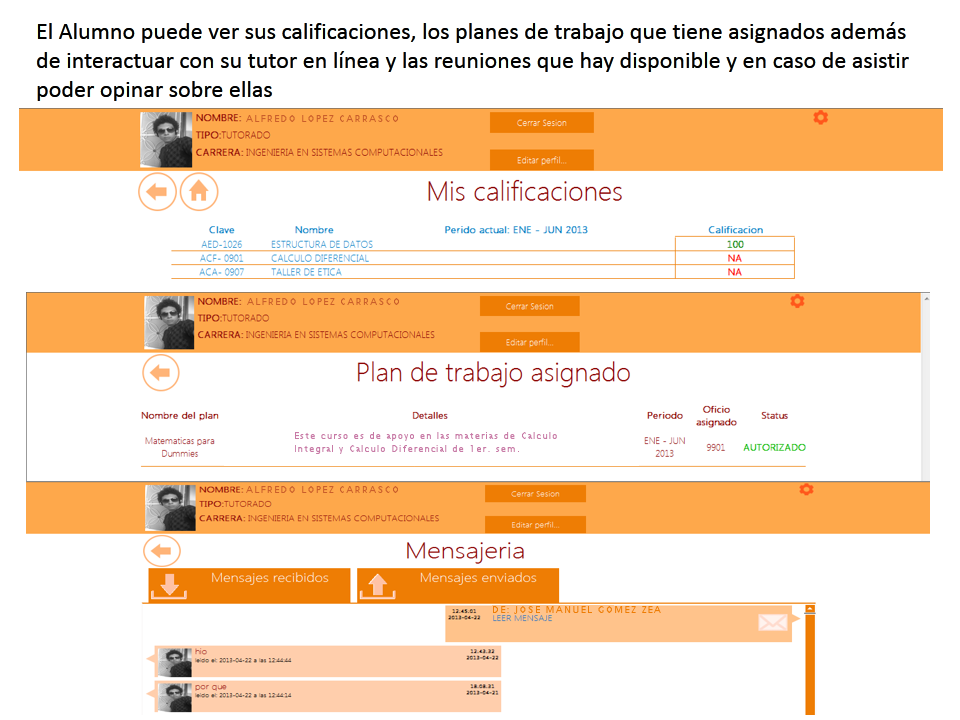 El Alumno puede ver sus calificaciones, los planes de trabajo que tiene asignados además
de interactuar con su tutor en línea y las reuniones que hay disponible y en caso de asistir
poder opinar sobre ellas
NOMBRE: ALFREDO LOPEZ CARRASCO
Cerrar Sesion
TIPO:TUTORADO
CARRERA: INGENIERIA EN SISTEMAS COMPUTACIONALES
Editar perfil...
Mis calificaciones
Clave Nombre Perido actual: ENE - JUN 2013 Calificacion
AED-1026 ESTRUCTURA DE DATOS 100
ACF- 0901 CALCULO DIFERENCIAL NA
ACA- 0907 TALLER DE ETICA NA
NOMBRE: ALFREDO LOPEZ CARRASCO
Cerrar Sesion
TIPO:TUTORADO
CARRERA: INGENIERIA EN SISTEMAS COMPUTACIONALES
Editar perfil...
Plan de trabajo asignado
Nombre del plan Detalles Periodo Oficio asignado Status
Matematicas para
Dummies
Este curso es de apoyo en las materias de Calculo
Integral y Calculo Diferencial de 1er. sem.
ENE - JUN
2013
9901
AUTORIZADO
NOMBRE: ALFREDO LOPEZ CARRASCO
Cerrar Sesion
TIPO:TUTORADO
CARRERA: INGENIERIA EN SISTEMAS COMPUTACIONALES
Editar perfil...
Mensajeria
Mensajes recibidos Mensajes enviados
12:45:01
2013-04-22
DE: JOSE MANUEL GOMEZ ZEA
LEER MENSAJE
hio
leido el: 2013-04-22 a las 12:44:44
12:43:32
2013-04-22
por que
leido el: 2013-04-22 a las 12:44:14
18:08:31
2013-04-21